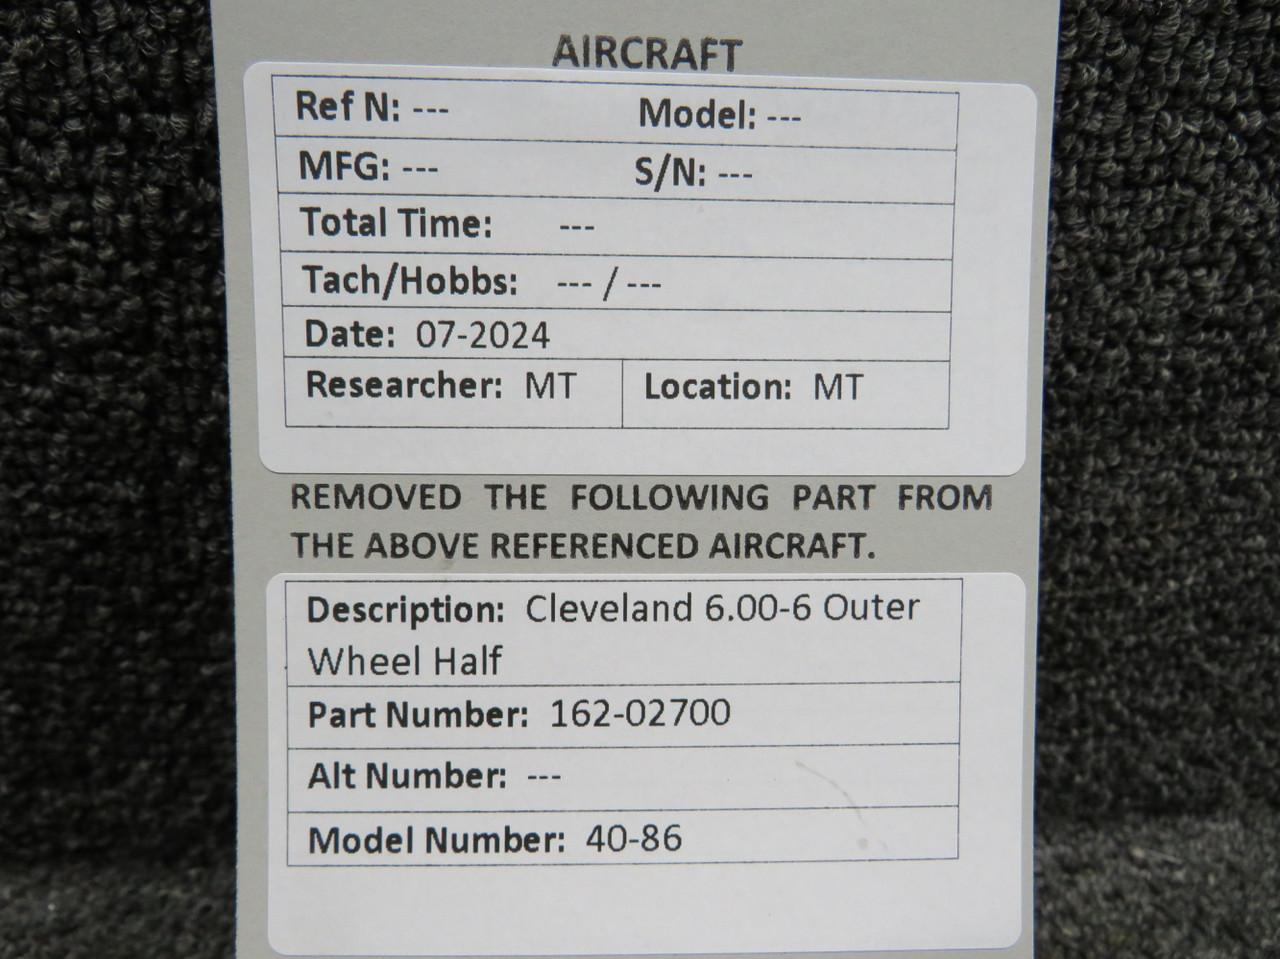 AIRCRAFT
Ref N: --- Model: ---
MFG: --- S/N: ---
Total Time: ---
Tach/Hobbs: --- / ---
Date: 07-2024
Researcher: MT Location: MT
REMOVED THE FOLLOWING PART FROM
THE ABOVE REFERENCED AIRCRAFT.
Description: Cleveland 6.00-6 Outer
Wheel Half
Part Number: 162-02700
Alt Number: ---
Model Number: 40-86